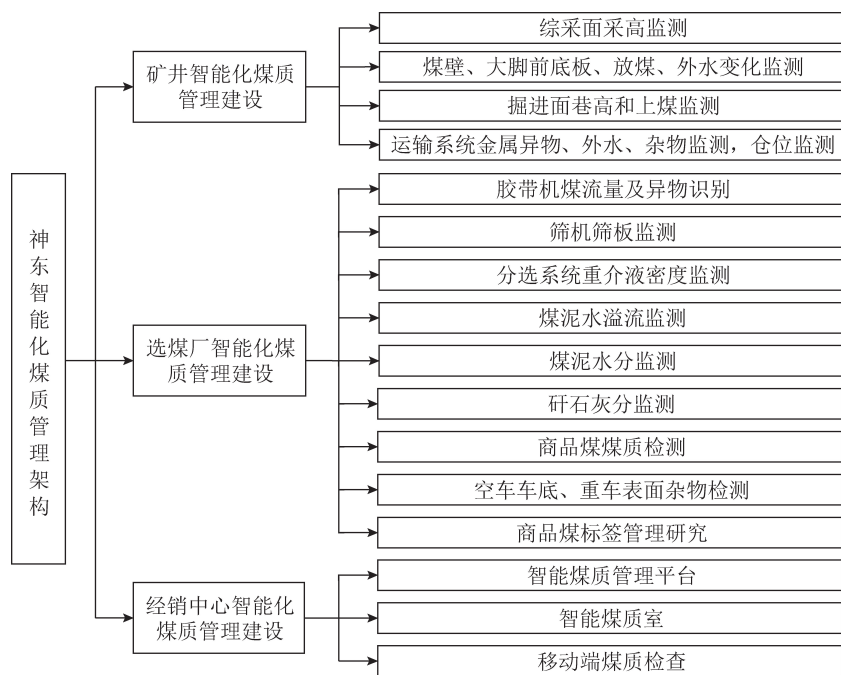 神东智能化煤质管理架构
矿井智能化煤质
管理建设
综采面采高监测
煤壁、大脚前底板、放煤、外水变化监测
掘进面巷高和上煤监测
运输系统金属异物、外水、杂物监测，仓位监测
选煤厂智能化煤
质管理建设
胶带机煤流量及异物识别
筛机筛板监测
分选系统重介液密度监测
煤泥水溢流监测
煤泥水分监测
矸石灰分监测
商品煤煤质检测
空车车底、重车表面杂物检测
商品煤标签管理研究
经销中心智能化
煤质管理建设
智能煤质管理平台
智能煤质室
移动端煤质检查